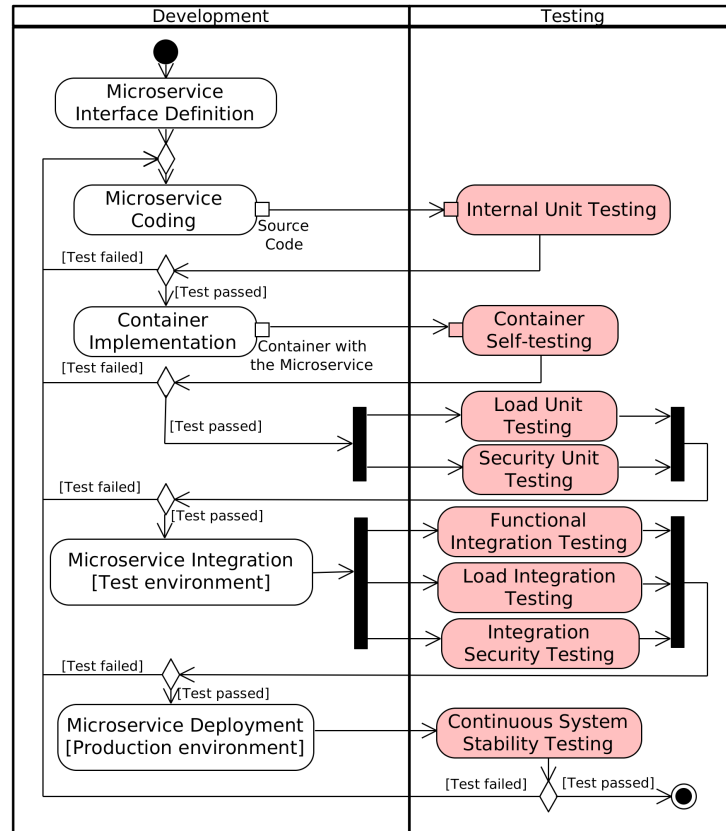 Development
Testing
Microservice
Interface Definition
Microservice
Coding
Source
Code
Internal Unit Testing
[Test failed]
[Test passed]
Container
Implementation
Container with
the Microservice
Container
Self-testing
[Test failed]
[Test passed]
Load Unit
Testing
Security Unit
Testing
[Test failed]
[Test passed]
Microservice Integration
[Test environment]
Functional
Integration Testing
Load Integration
Testing
Integration
Security Testing
[Test failed]
[Test passed]
Microservice Deployment
[Production environment]
Continuous System
Stability Testing
[Test failed]
[Test passed]